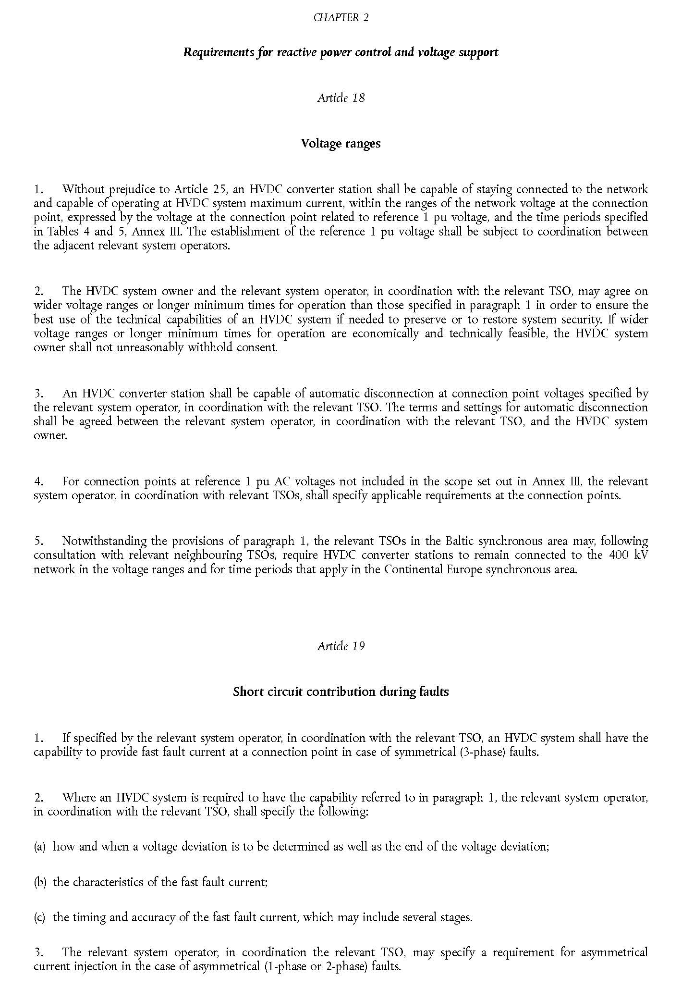 CHAPTER 2
Requirements for reactive power control and voltage support
Article 18
Voltage ranges
1. Without prejudice to Article 25, an HVDC converter station shall be capable of staying connected to the network
and capable of operating at HVDC system maximum current, within the ranges of the network voltage at the connection
point, expressed by the voltage at the connection point related to reference 1 pu voltage, and the time periods specified
in Tables 4 and 5, Annex III. The establishment of the reference 1 pu voltage shall be subject to coordination between
the adjacent relevant system operators.
2. The HVDC system owner and the relevant system operator, in coordination with the relevant TSO, may agree on
wider voltage ranges or longer minimum times for operation than those specified in paragraph 1 in order to ensure the
best use of the technical capabilities of an HVDC system if needed to preserve or to restore system security. If wider
voltage ranges or longer minimum times for operation are economically and technically feasible, the HVDC system
owner shall not unreasonably withhold consent.
3. An HVDC converter station shall be capable of automatic disconnection at connection point voltages specified by
the relevant system operator, in coordination with the relevant TSO. The terms and settings for automatic disconnection
shall be agreed between the relevant system operator, in coordination with the relevant TSO, and the HVDC system
owner.
4. For connection points at reference 1 pu AC voltages not included in the scope set out in Annex III, the relevant
system operator, in coordination with relevant TSOs, shall specify applicable requirements at the connection points.
5. Notwithstanding the provisions of paragraph 1, the relevant TSOs in the Baltic synchronous area may, following
consultation with relevant neighbouring TSOs, require HVDC converter stations to remain connected to the 400 kV
network in the voltage ranges and for time periods that apply in the Continental Europe synchronous area.
Article 19
Short circuit contribution during faults
1. If specified by the relevant system operator, in coordination with the relevant TSO, an HVDC system shall have the
capability to provide fast fault current at a connection point in case of symmetrical (3-phase) faults.
2. Where an HVDC system is required to have the capability referred to in paragraph 1, the relevant system operator,
in coordination with the relevant TSO, shall specify the following:
(a) how and when a voltage deviation is to be determined as well as the end of the voltage deviation;
(b) the characteristics of the fast fault current;
(c) the timing and accuracy of the fast fault current, which may include several stages.
3. The relevant system operator, in coordination the relevant TSO, may specify a requirement for asymmetrical
current injection in the case of asymmetrical (1-phase or 2-phase) faults.